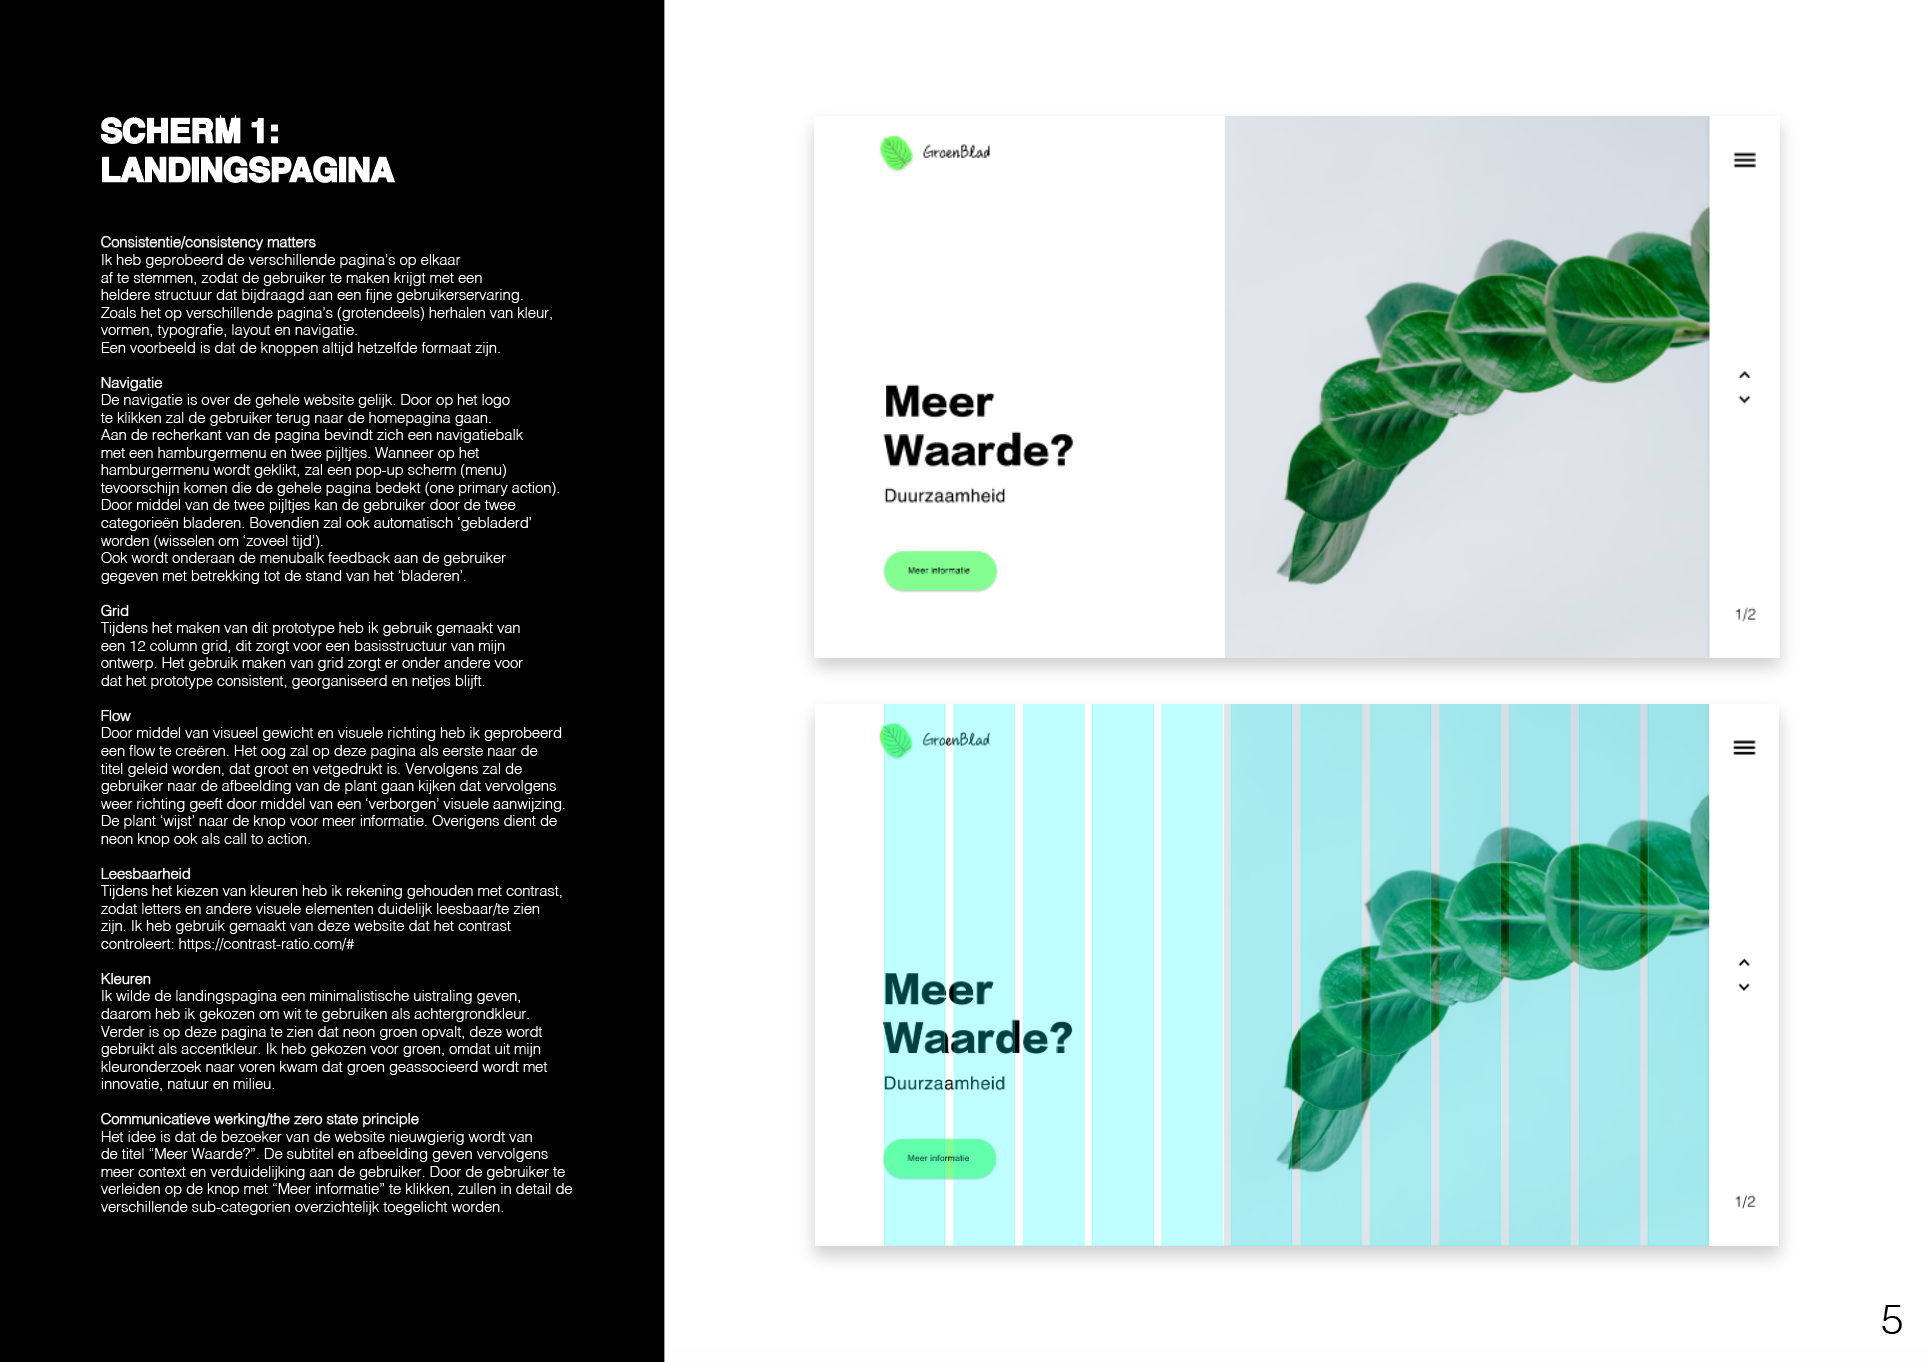 SCHERM 1:
LANDINGSPAGINA
Consistentie/consistency matters
Ik heb geprobeerd de verschillende pagina's op elkaar
af te stemmen, zodat de gebruiker te maken krijgt met een
heldere structuur dat bijdraagd aan een fijne gebruikerservaring.
Zoals het op verschillende pagina's (grotendeels) herhalen van kleur,
vormen, typografie, layout en navigatie.
Een voorbeeld is dat de knoppen altijd hetzelfde formaat zijn.
Navigatie
De navigatie is over de gehele website gelijk. Door op het logo
te klikken zal de gebruiker terug naar de homepagina gaan.
Aan de recherkant van de pagina bevindt zich een navigatiebalk
met een hamburgermenu en twee pijltjes. Wanneer op het
hamburgermenu wordt geklikt, zal een pop-up scherm (menu)
tevoorschijn komen die de gehele pagina bedekt (one primary action).
Door middel van de twee pijltjes kan de gebruiker door de twee
categorieën bladeren. Bovendien zal ook automatisch ‘gebladerd’
worden (wisselen om ‘zoveel tijd’).
Ook wordt onderaan de menubalk feedback aan de gebruiker
gegeven met betrekking tot de stand van het ‘bladeren’.
Grid
Tijdens het maken van dit prototype heb ik gebruik gemaakt van
een 12 column grid, dit zorgt voor een basisstructuur van mijn
ontwerp. Het gebruik maken van grid zorgt er onder andere voor
dat het prototype consistent, georganiseerd en netjes blijft.
Flow
Door middel van visueel gewicht en visuele richting heb ik geprobeerd
een flow te creëren. Het oog zal op deze pagina als eerste naar de
titel geleid worden, dat groot en vetgedrukt is. Vervolgens zal de
gebruiker naar de afbeelding van de plant gaan kijken dat vervolgens
weer richting geeft door middel van een ‘verborgen’ visuele aanwijzing.
De plant ‘wijst’ naar de knop voor meer informatie. Overigens dient de
neon knop ook als call to action.
Leesbaarheid
Tijdens het kiezen van kleuren heb ik rekening gehouden met contrast,
zodat letters en andere visuele elementen duidelijk leesbaar/te zien
zijn. Ik heb gebruik gemaakt van deze website dat het contrast
controleert: https://contrast-ratio.com/#
Kleuren
Ik wilde de landingspagina een minimalistische uistraling geven,
daarom heb ik gekozen om wit te gebruiken als achtergrondkleur.
Verder is op deze pagina te zien dat neon groen opvalt, deze wordt
gebruikt als accentkleur. Ik heb gekozen voor groen, omdat uit mijn
kleuronderzoek naar voren kwam dat groen geassocieerd wordt met
innovatie, natuur en milieu.
Communicatieve werking/the zero state principle
Het idee is dat de bezoeker van de website nieuwgierig wordt van
de titel “Meer Waarde?”. De subtitel en afbeelding geven vervolgens
meer context en verduidelijking aan de gebruiker. Door de gebruiker te
verleiden op de knop met “Meer informatie” te klikken, zullen in detail de
verschillende sub-categorien overzichtelijk toegelicht worden.
GroenBlad
Meer
Waarde?
Duurzaamheid
Meer informatie
1/2
GroenBlad
Meer
Waarde?
Duurzaamheid
Meer informatie
1/2
5